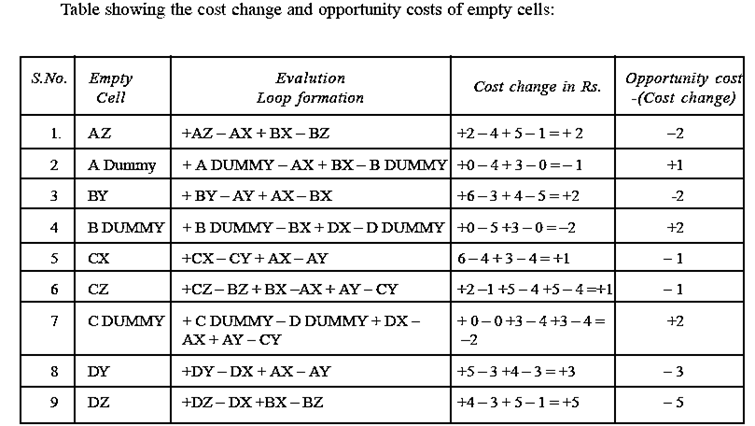 Table showing the cost change and opportunity costs of empty cells:
S.No. Empty Cell Evalution Loop formation Cost change in Rs. Opportunity cost -(Cost change)
1. AZ +AZ – AX + BX – BZ +2 – 4 + 5 – 1 = + 2 –2
2 A Dummy + A DUMMY – AX + BX – B DUMMY +0 – 4 + 3 – 0 = – 1 +1
3 BY + BY – AY + AX – BX +6 – 3 + 4 – 5 = +2 -2
4 B DUMMY + B DUMMY – BX + DX – D DUMMY +0 – 5 +3 – 0 = –2 +2
5 CX +CX – CY + AX – AY 6 – 4 + 3 – 4 = +1 – 1
6 CZ +CZ – BZ + BX –AX + AY – CY +2 –1 +5 – 4 +5 – 4 =+1 – 1
7 C DUMMY + C DUMMY – D DUMMY + DX – + 0 – 0 +3 – 4 +3 – 4 = +2
AX + AY – CY –2
8 DY +DY – DX + AX – AY +5 – 3 +4 – 3 = +3 – 3
9 DZ +DZ – DX +BX – BZ +4 – 3 + 5 – 1 = +5 – 5